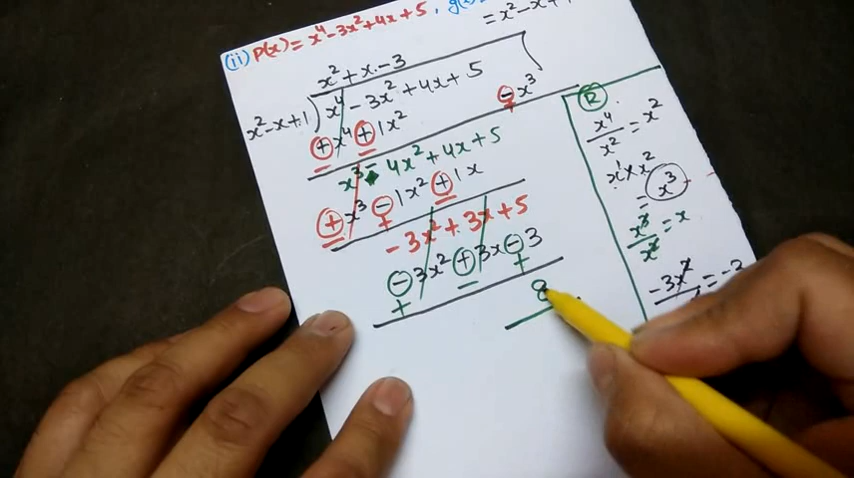 (ii) P(x) = x⁴ - 3x² + 4x + 5,
= x² - x + 1
x² + x - 3
x² - x + 1 ) x⁴ - 3x² + 4x + 5
+ x⁴ + 1x² - x³
- - +
x³ - 4x² + 4x + 5
+ x³ - 1x² + 1x
- + -
- 3x² + 3x + 5
- 3x² + 3x - 3
+ - +
8
R
x⁴/x² = x²
x¹ × x²
= x³
x³/x² = x
-3x²